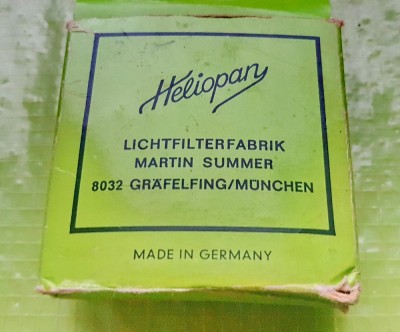 Heliopan
LICHTFILTERFABRIK
MARTIN SUMMER
8032 GRÄFELFING/MÜNCHEN
MADE IN GERMANY